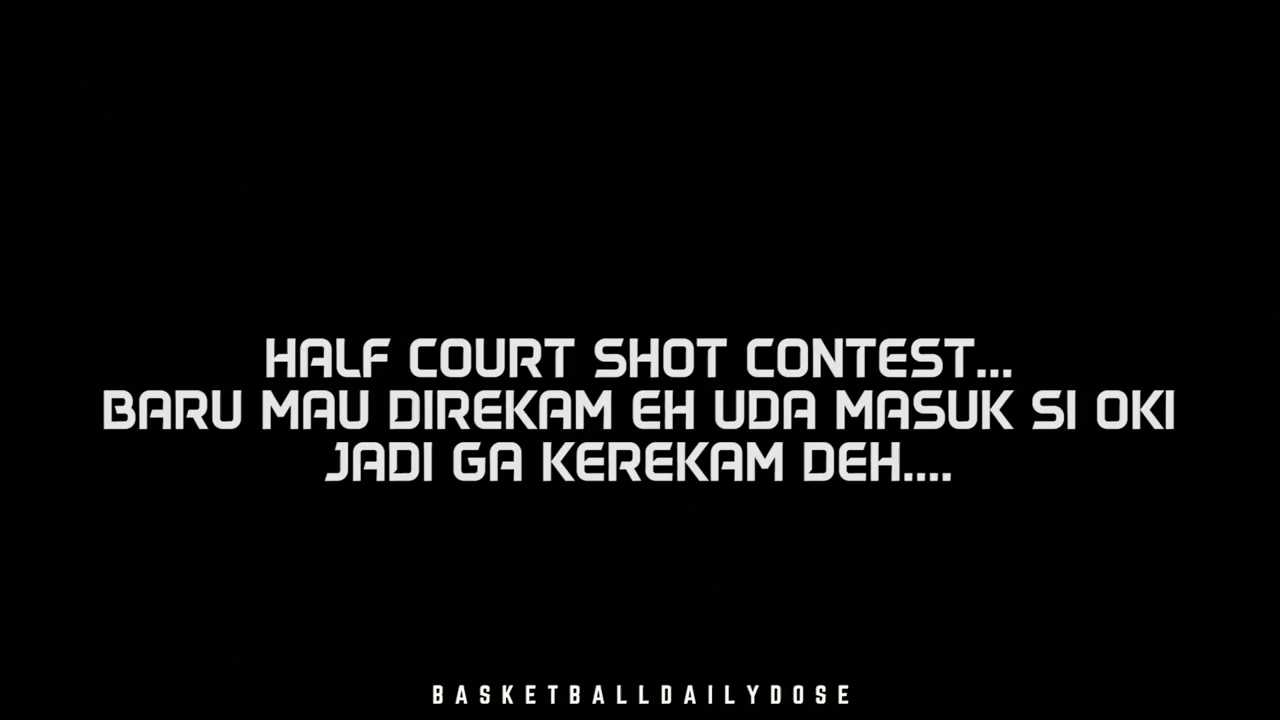 HALF COURT SHOT CONTEST...
BARU MAU DIREKAM EH UDA MASUK SI OKI
JADI GA KEREKAM DEH....
BASKETBALLDAILYDOSE